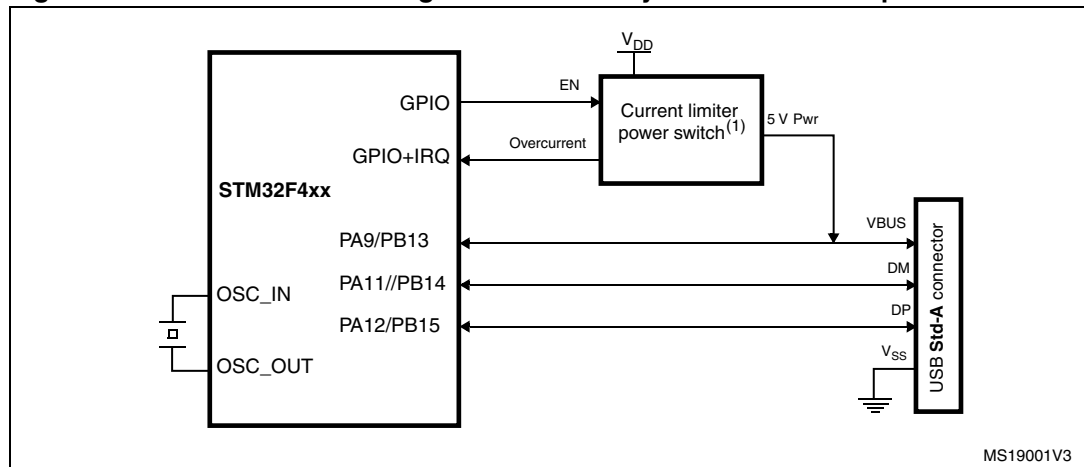 VDD
EN
GPIO
Current limiter
power switch(1)
5 V Pwr
Overcurrent
GPIO+IRQ
STM32F4xx
VBUS
PA9/PB13
DM
PA11//PB14
OSC_IN
DP
PA12/PB15
VSS
OSC_OUT
USB Std-A connector
MS19001V3